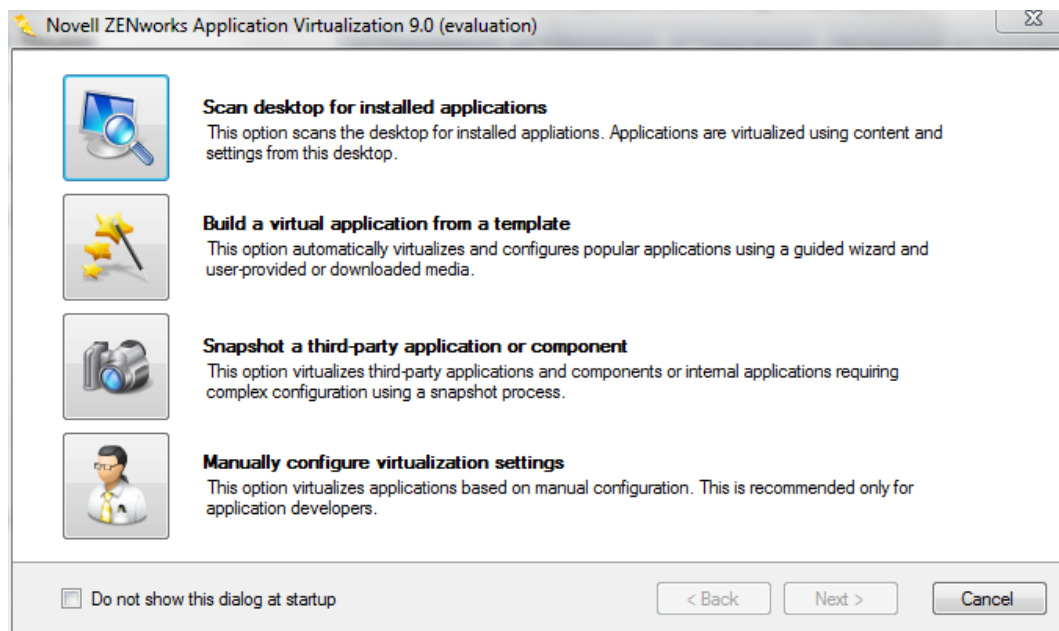 Novell ZENworks Application Virtualization 9.0 (evaluation)
Scan desktop for installed applications
This option scans the desktop for installed appliations. Applications are virtualized using content and
settings from this desktop.
Build a virtual application from a template
This option automatically virtualizes and configures popular applications using a guided wizard and
user-provided or downloaded media.
Snapshot a third-party application or component
This option virtualizes third-party applications and components or internal applications requiring
complex configuration using a snapshot process.
Manually configure virtualization settings
This option virtualizes applications based on manual configuration. This is recommended only for
application developers.
Do not show this dialog at startup
< Back
Next >
Cancel